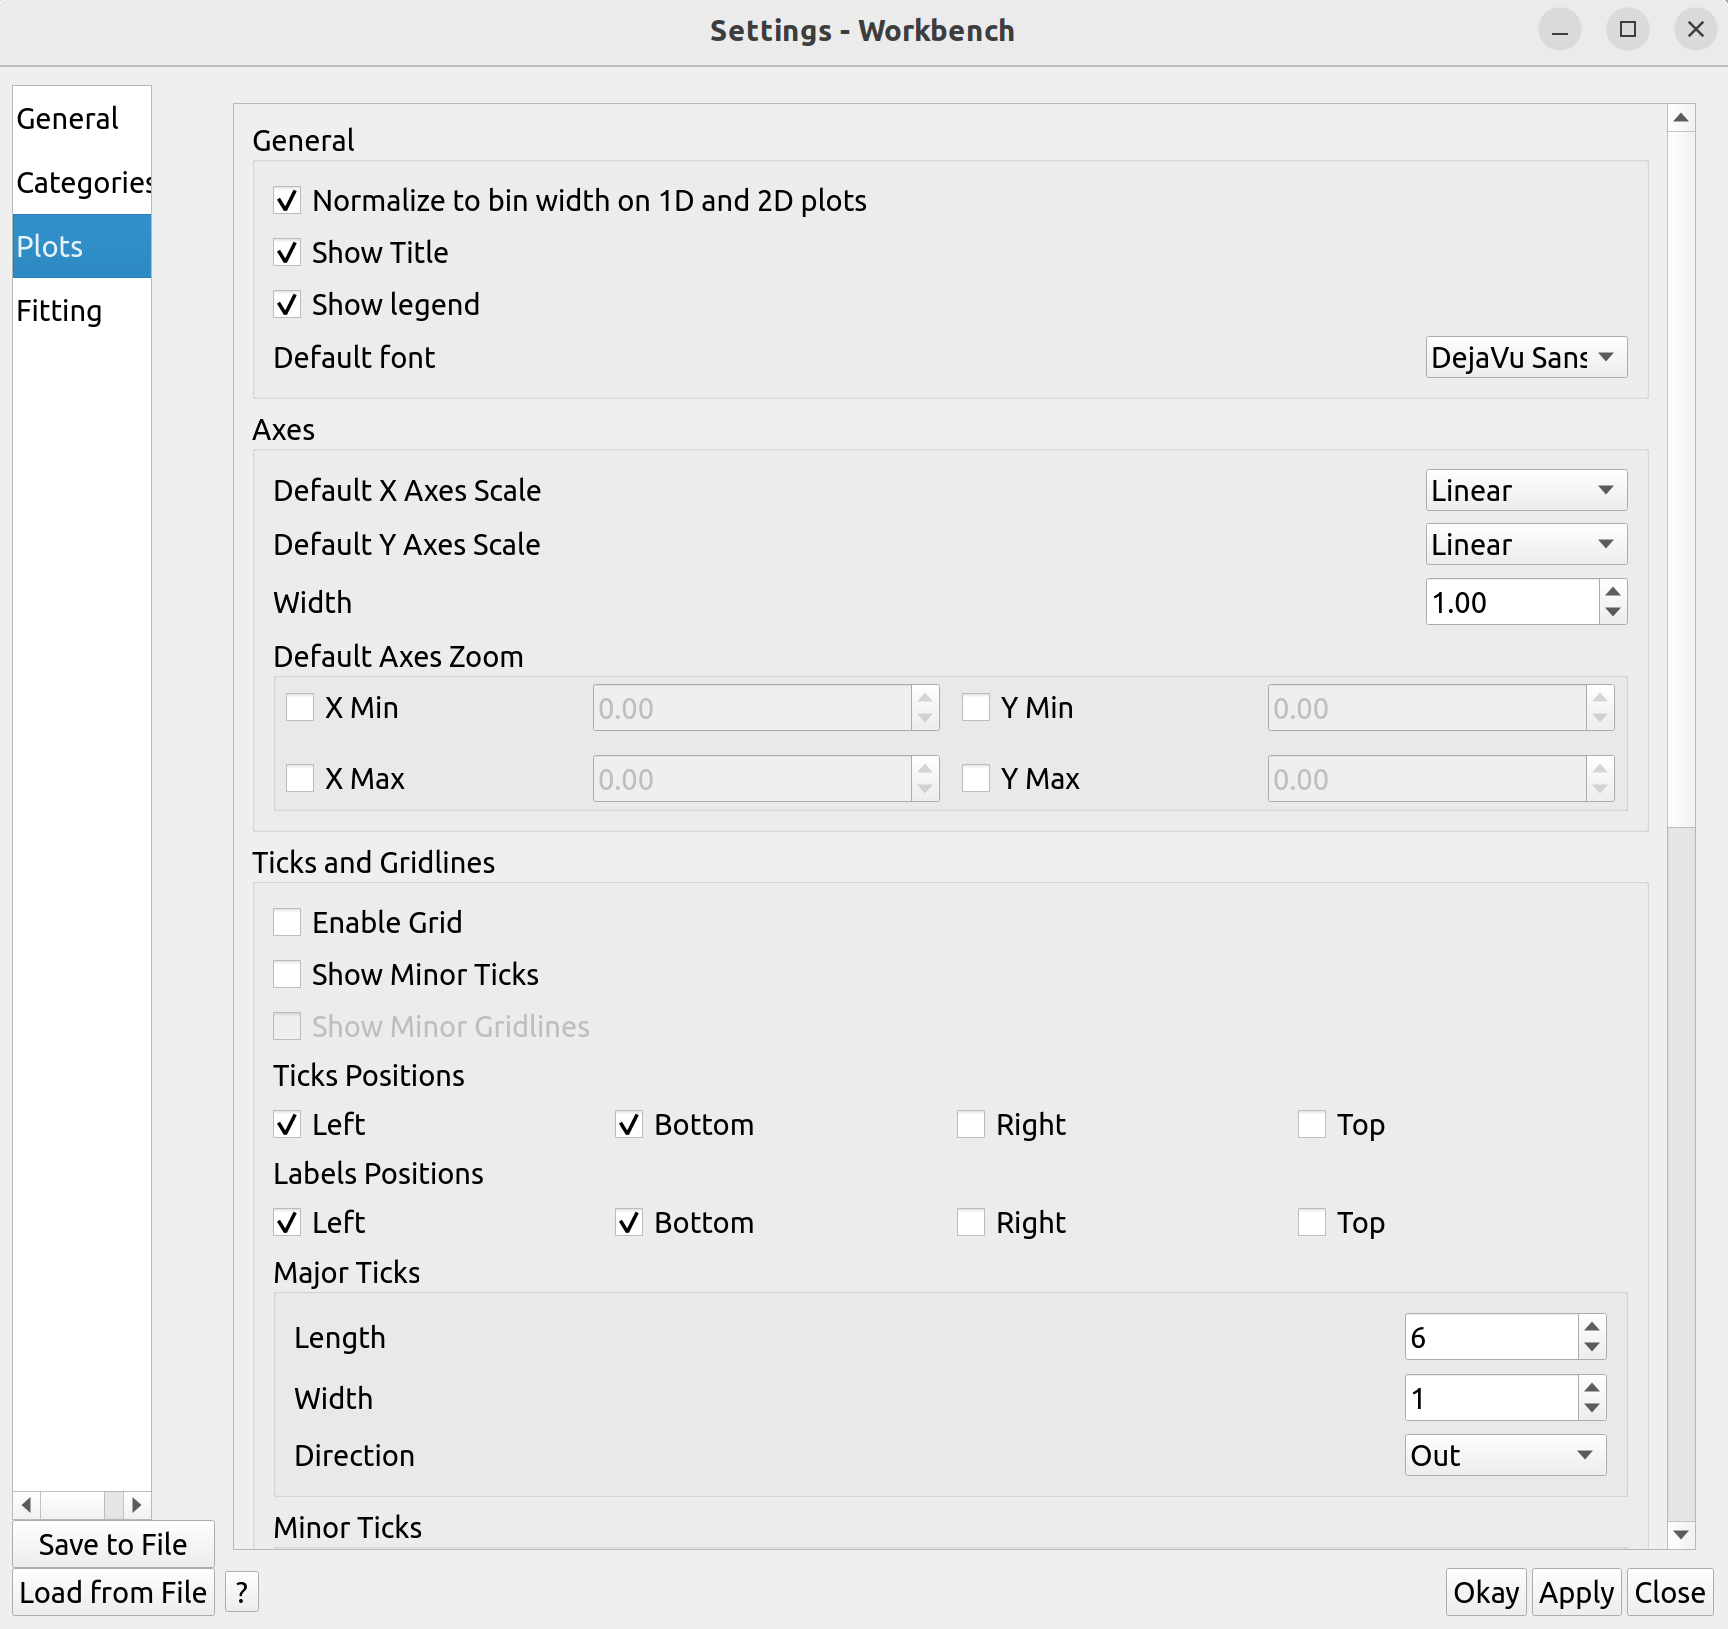 Settings - Workbench
General
Categories
Plots
Fitting
General
Normalize to bin width on 1D and 2D plots
Show Title
Show legend
Default font DejaVu Sans
Axes
Default X Axes Scale Linear
Default Y Axes Scale Linear
Width 1.00
Default Axes Zoom
X Min 0.00 Y Min 0.00
X Max 0.00 Y Max 0.00
Ticks and Gridlines
Enable Grid
Show Minor Ticks
Show Minor Gridlines
Ticks Positions
Left Bottom Right Top
Labels Positions
Left Bottom Right Top
Major Ticks
Length 6
Width 1
Direction Out
Minor Ticks
Save to File
Load from File ? Okay Apply Close